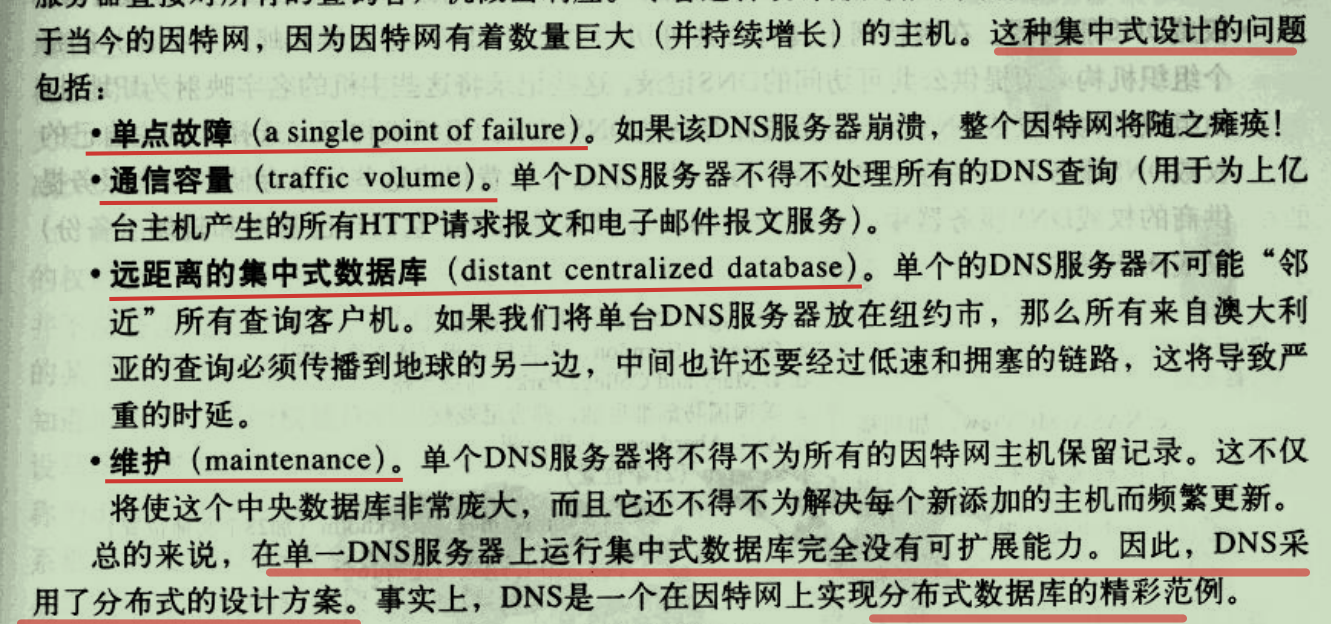 于当今的因特网，因为因特网有着数量巨大（并持续增长）的主机。这种集中式设计的问题
包括：
• 单点故障（a single point of failure）。如果该DNS服务器崩溃，整个因特网将随之瘫痪！
• 通信容量（traffic volume）。单个DNS服务器不得不处理所有的DNS查询（用于为上亿
台主机产生的所有HTTP请求报文和电子邮件报文服务）。
• 远距离的集中式数据库（distant centralized database）。单个的DNS服务器不可能“邻
近”所有查询客户机。如果我们将单台DNS服务器放在纽约市，那么所有来自澳大利
亚的查询必须传播到地球的另一边，中间也许还要经过低速和拥塞的链路，这将导致严
重的时延。
• 维护（maintenance）。单个DNS服务器将不得不为所有的因特网主机保留记录。这不仅
将使这个中央数据库非常庞大，而且它还不得不为解决每个新添加的主机而频繁更新。
总的来说，在单一DNS服务器上运行集中式数据库完全没有可扩展能力。因此，DNS采
用了分布式的设计方案。事实上，DNS是一个在因特网上实现分布式数据库的精彩范例。